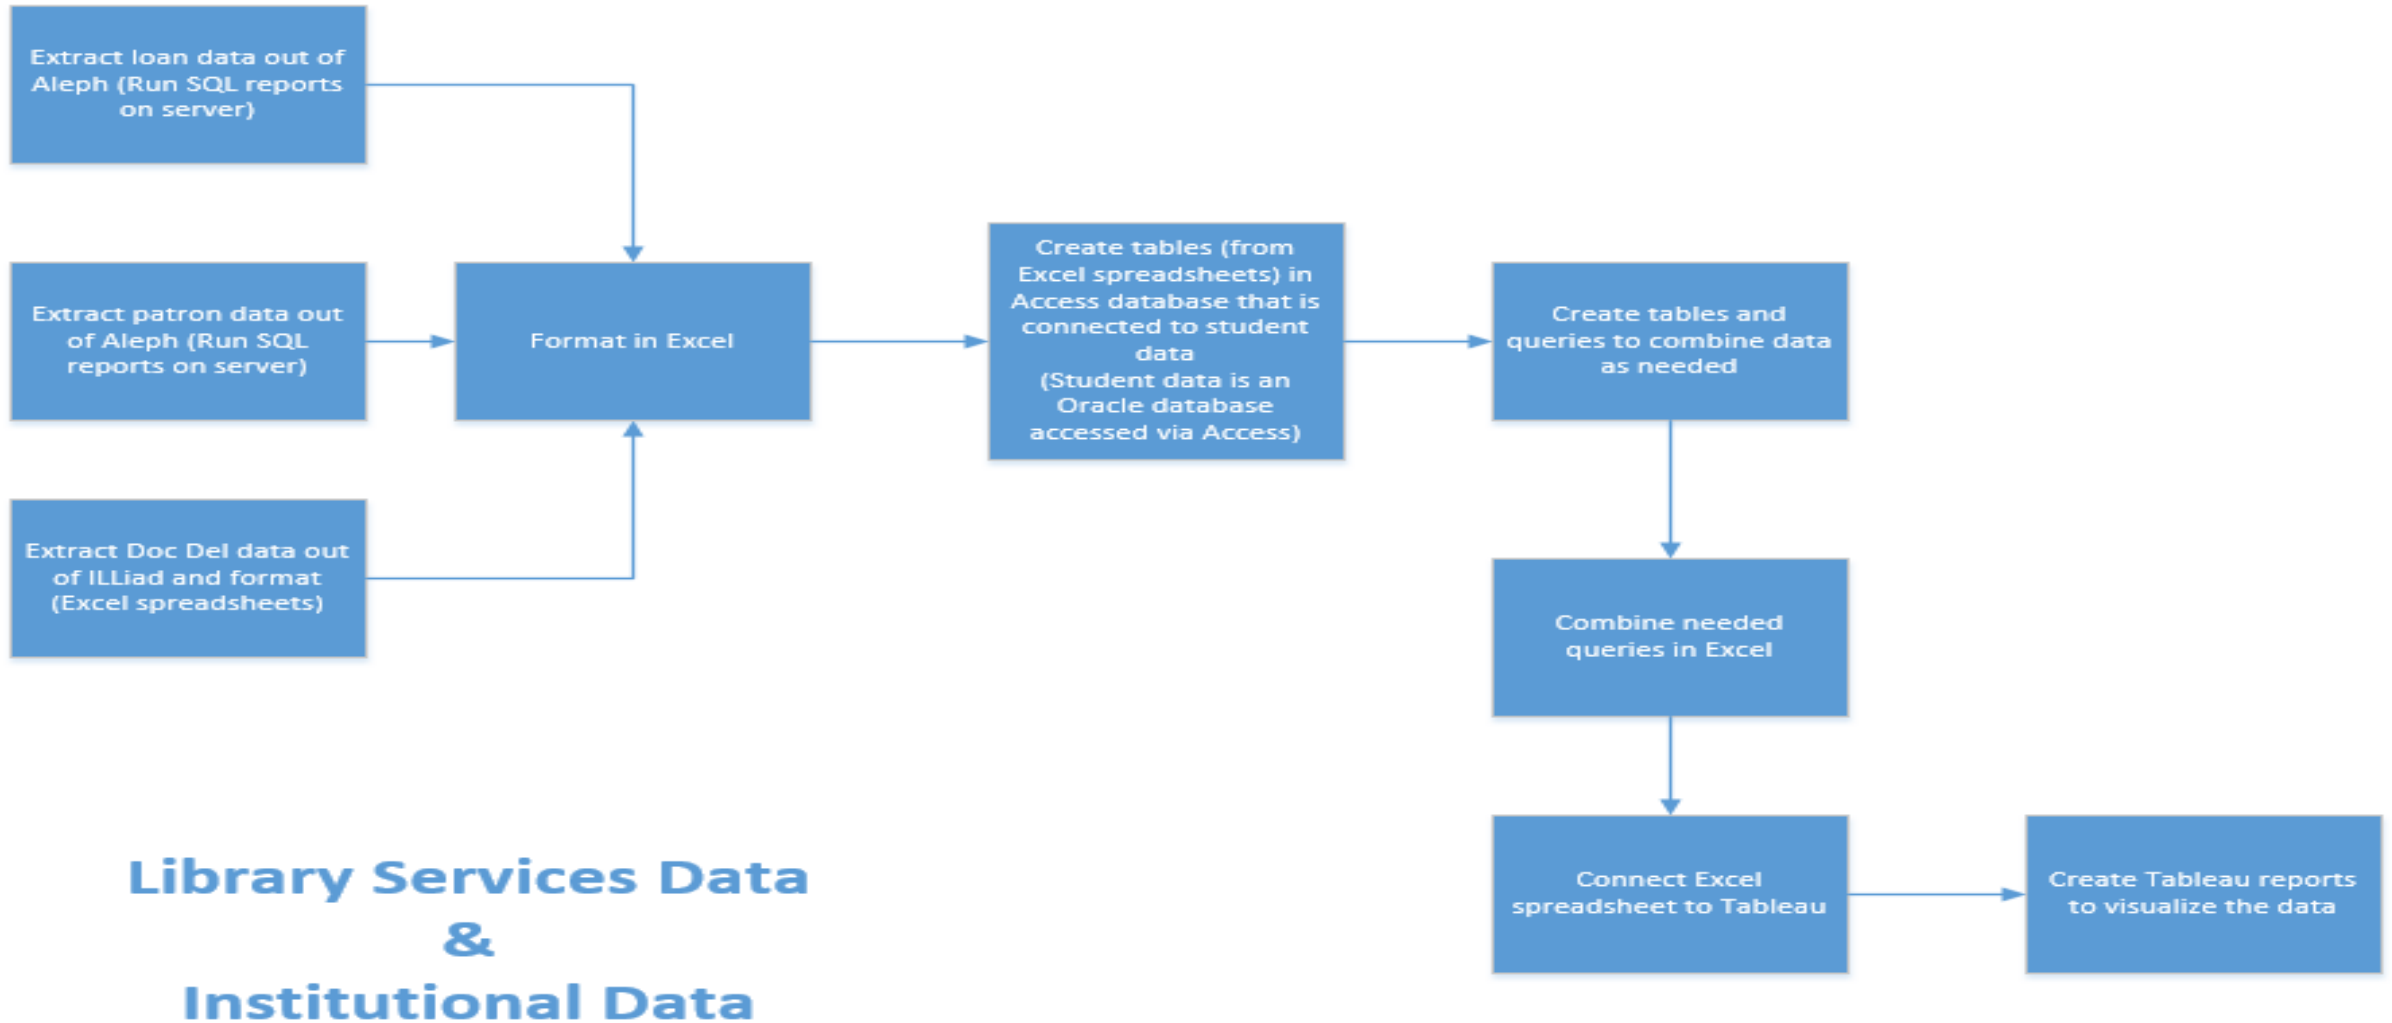 Extract loan data out of
Aleph (Run SQL reports
on server)
Extract patron data out
of Aleph (Run SQL
reports on server)
Extract Doc Del data out
of ILLiad and format
(Excel spreadsheets)
Format in Excel
Create tables (from
Excel spreadsheets) in
Access database that is
connected to student
data
(Student data is an
Oracle database
accessed via Access)
Create tables and
queries to combine data
as needed
Combine needed
queries in Excel
Connect Excel
spreadsheet to Tableau
Create Tableau reports
to visualize the data
Library Services Data
&
Institutional Data